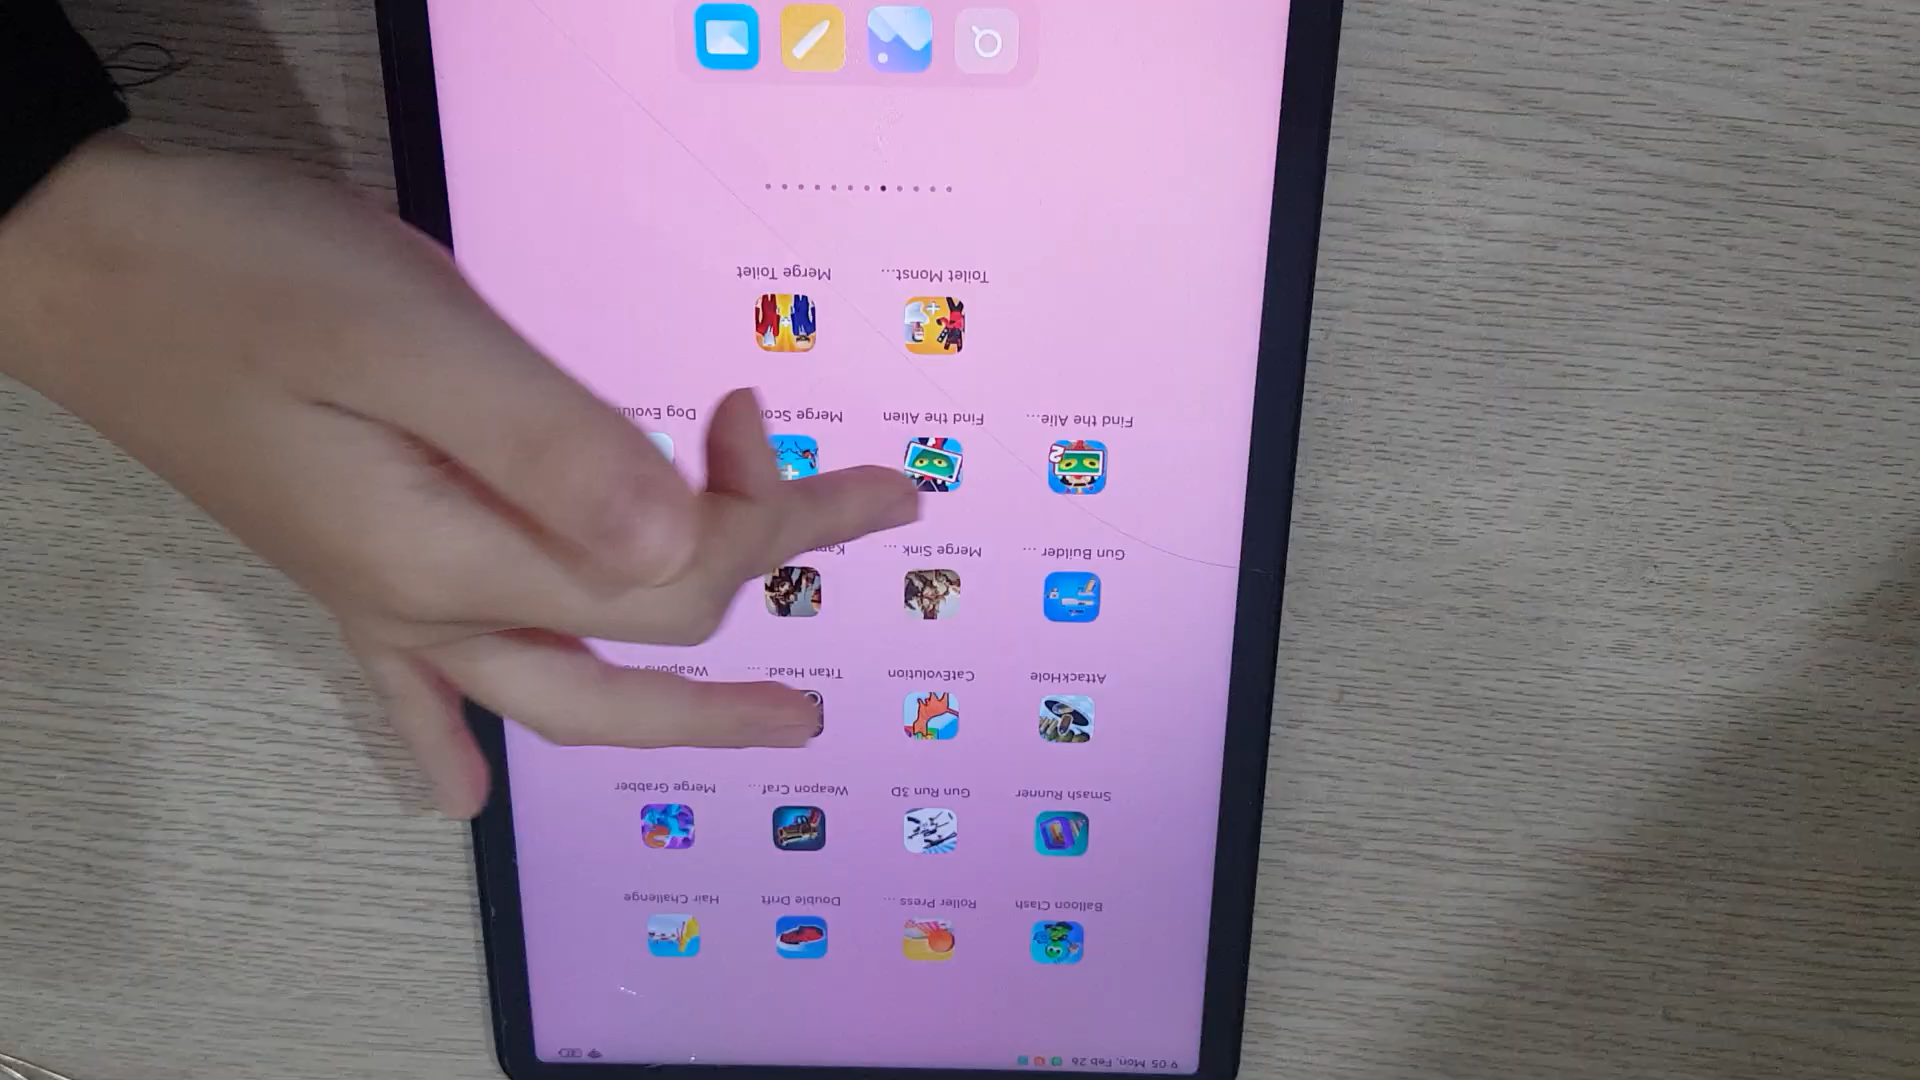 9:05 Mon, Feb 26
Balloon Clash Roller Press ... Double Drift Hair Challenge
Smash Runner Gun Run 3D Weapon Craf... Merge Grabber
AttackHole CatEvolution Titan Head: ... Weapons
Gun Builder ... Merge Sink ...
Find the Alie... Find the Alien Merge Dog
Toilet Monst... Merge Toilet